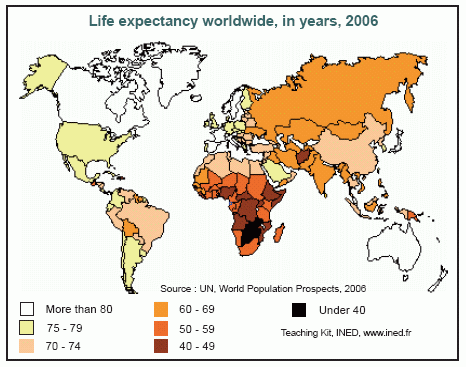 Life expectancy worldwide, in years, 2006
Source : UN, World Population Prospects, 2006
More than 80
60 - 69
Under 40
75 - 79
50 - 59
Teaching Kit, INED, www.ined.fr
70 - 74
40 - 49